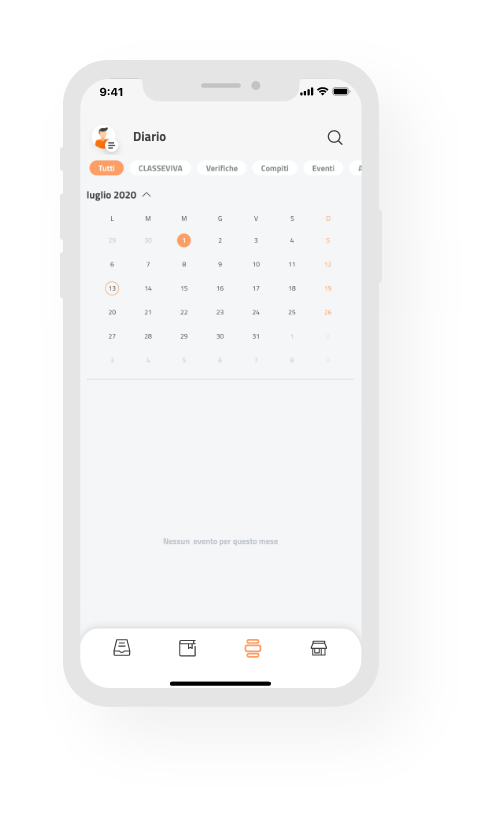 9:41
Diario
Tutti CLASSEVIVA Verifiche Compiti Eventi
luglio 2020
L M M G V S D
29 30 1 2 3 4 5
6 7 8 9 10 11 12
13 14 15 16 17 18 19
20 21 22 23 24 25 26
27 28 29 30 31 1 2
3 4 5 6 7 8
Nessun evento per questo mese